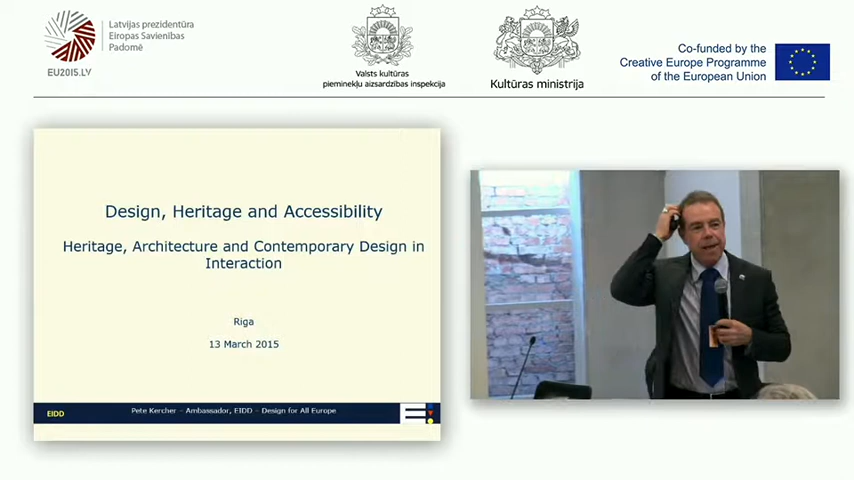 Latvijas prezidentūra
Eiropas Savienības
Padomē
EU2015.LV
Valsts kultūras
pieminekļu aizsardzības inspekcija
Kultūras ministrija
Co-funded by the
Creative Europe Programme
of the European Union
Design, Heritage and Accessibility
Heritage, Architecture and Contemporary Design in
Interaction
Riga
13 March 2015
EIDD
Pete Kercher – Ambassador, EIDD – Design for All Europe